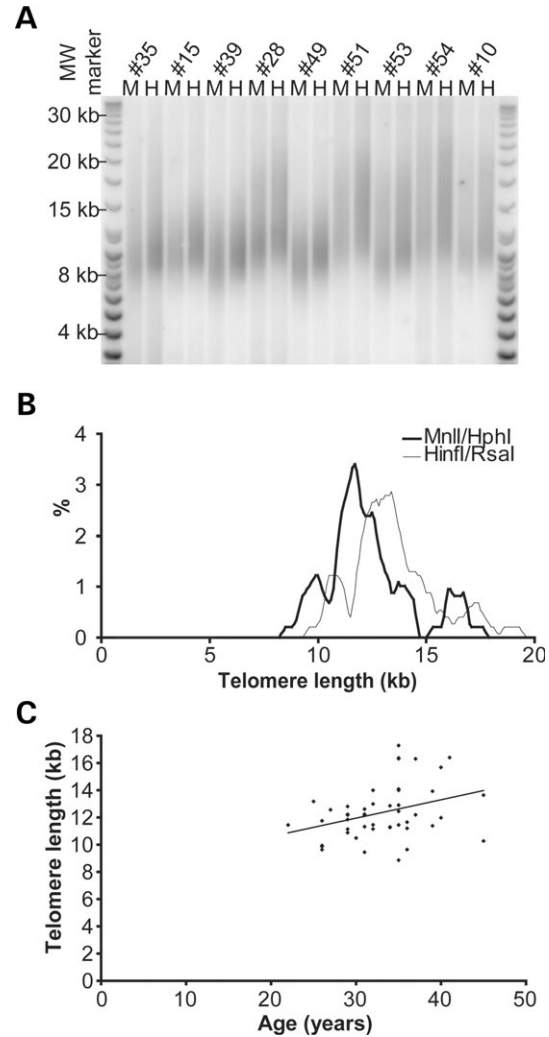 A
MW marker
#35 #15 #39 #28 #49 #51 #53 #54 #10
M H M H M H M H M H M H M H M H M H
30 kb
20 kb
15 kb
8 kb
4 kb
B
MnlI/HphI
HinfI/RsaI
%
4
3
2
1
0
0 5 10 15 20
Telomere length (kb)
C
Telomere length (kb)
18
16
14
12
10
8
6
4
2
0
0 10 20 30 40 50
Age (years)